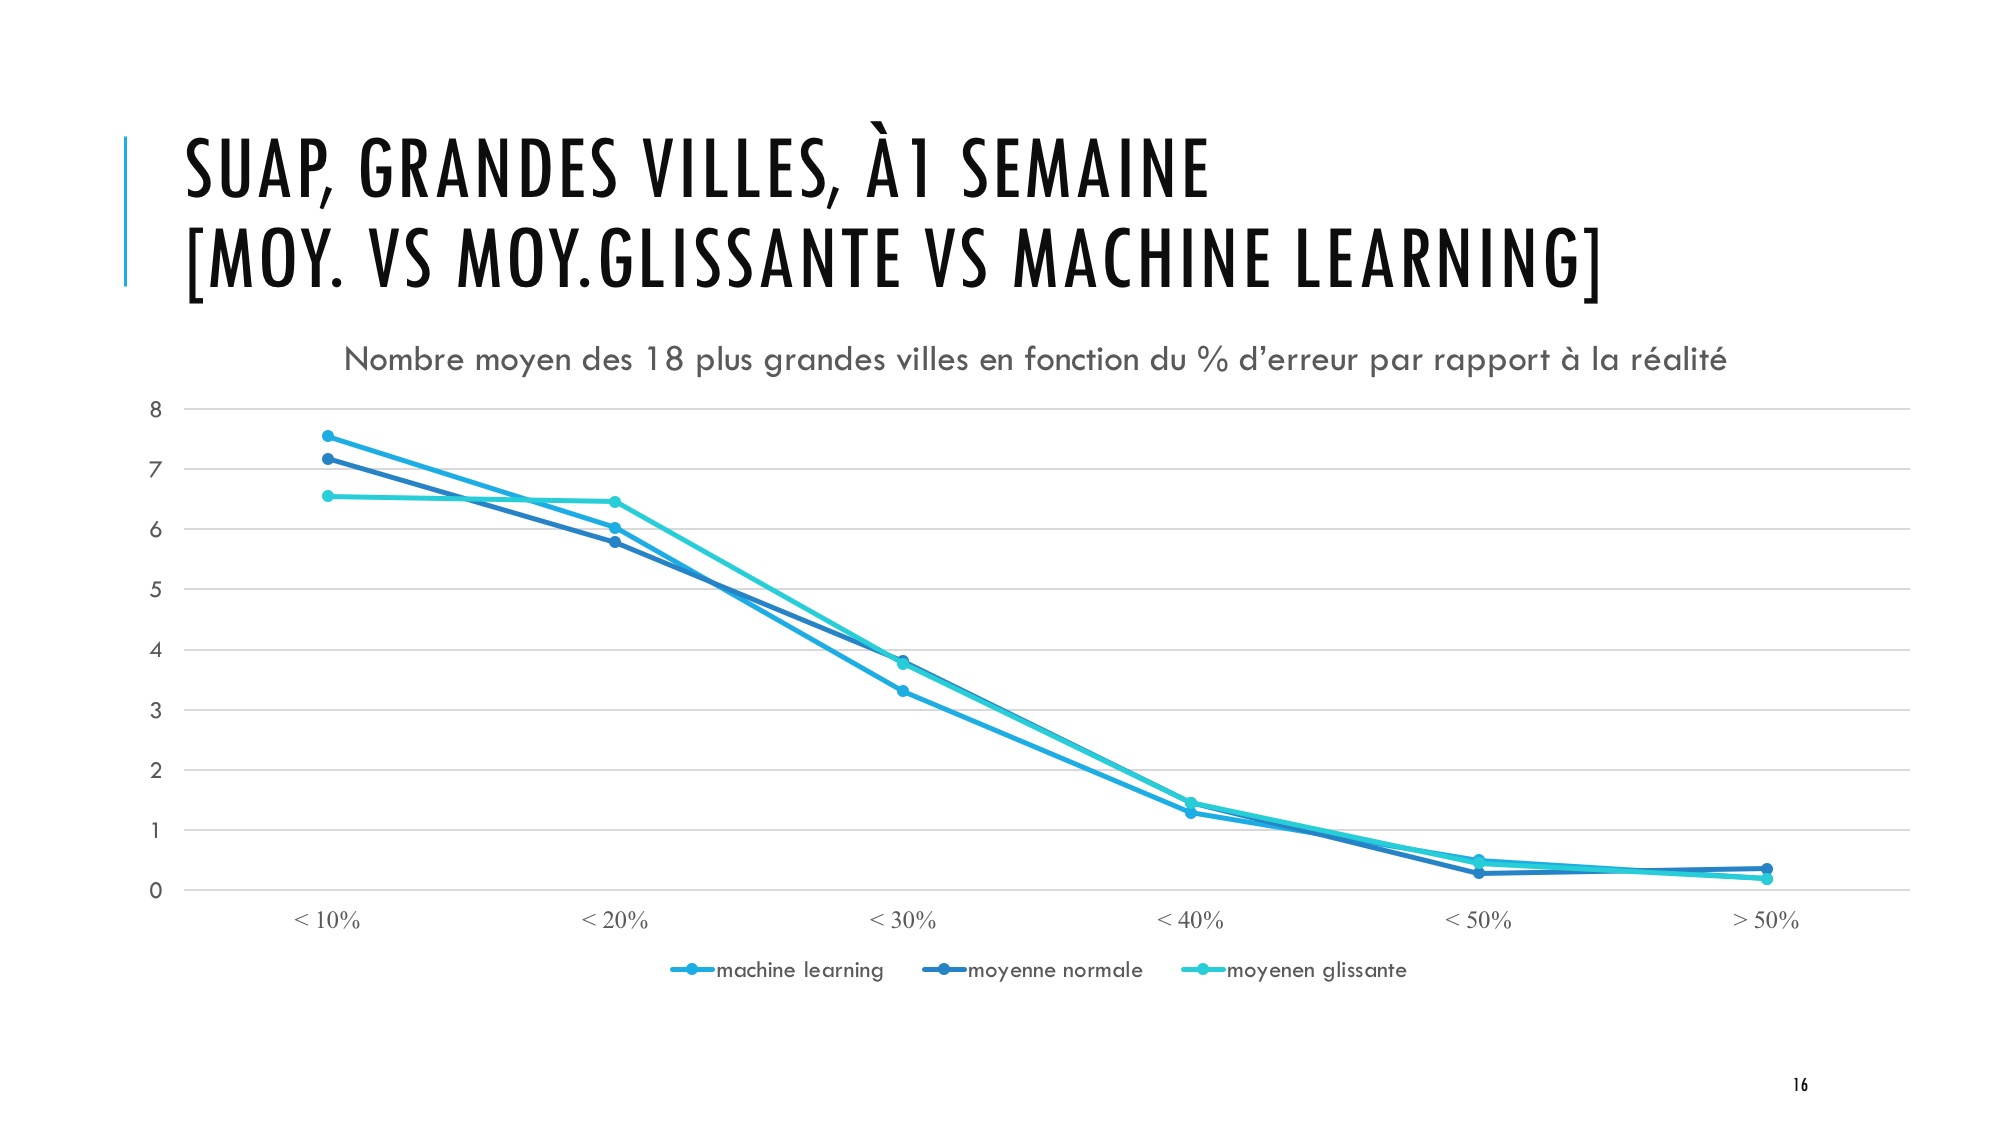 SUAP, GRANDES VILLES, À1 SEMAINE
[MOY. VS MOY.GLISSANTE VS MACHINE LEARNING]
Nombre moyen des 18 plus grandes villes en fonction du % d’erreur par rapport à la réalité
8
7
6
5
4
3
2
1
0
< 10% < 20% < 30% < 40% < 50% > 50%
machine learning moyenne normale moyenen glissante
16